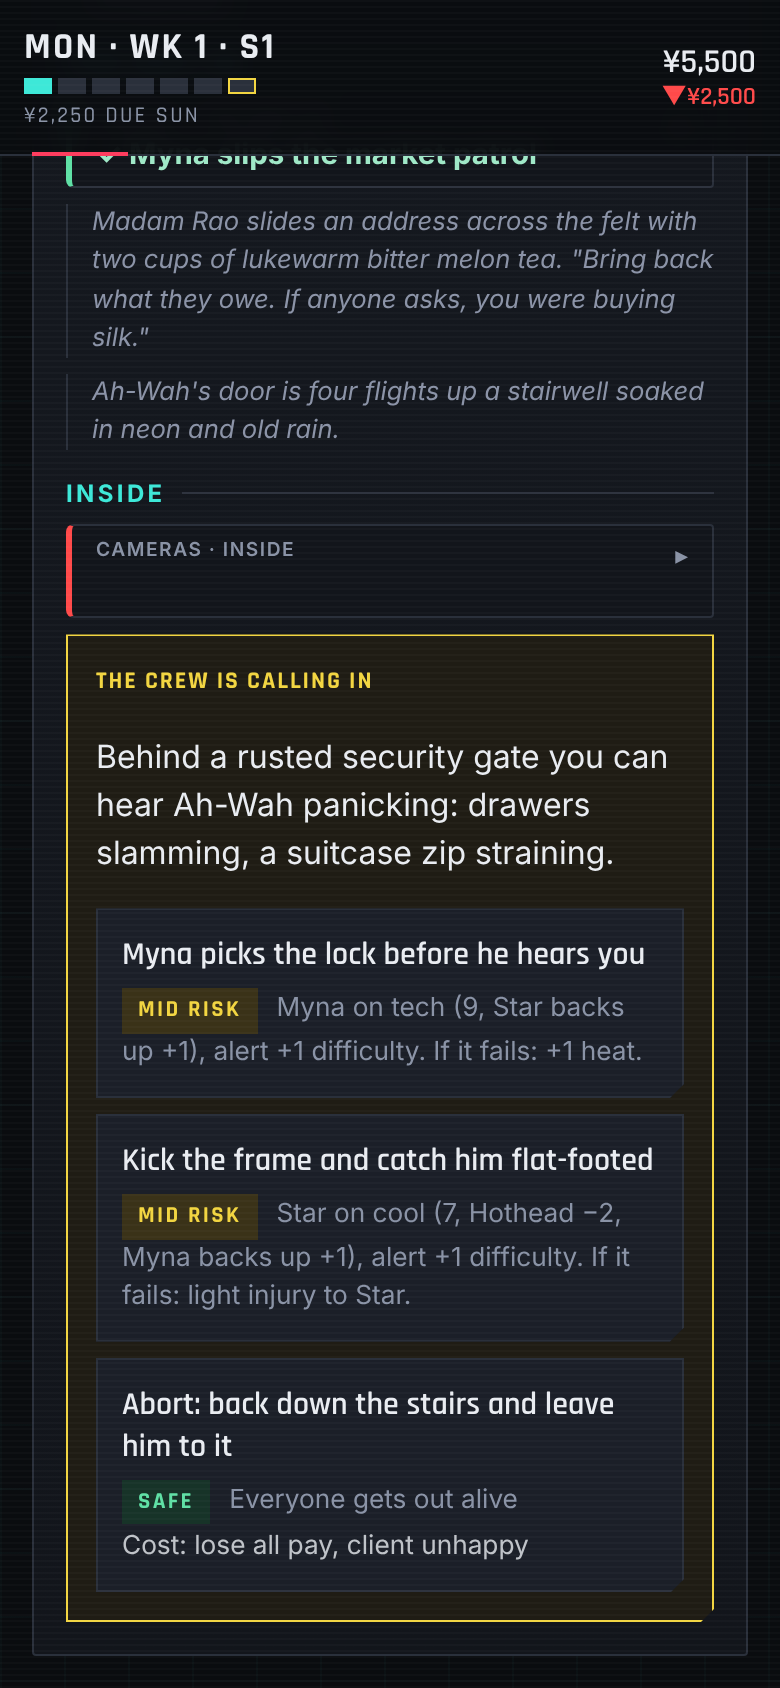 MON · WK 1 · S1
¥5,500
▼¥2,500
¥2,250 DUE SUN
✓ Myna slips the market patrol
Madam Rao slides an address across the felt with
two cups of lukewarm bitter melon tea. "Bring back
what they owe. If anyone asks, you were buying
silk."
Ah-Wah's door is four flights up a stairwell soaked
in neon and old rain.
INSIDE
CAMERAS · INSIDE
▶
THE CREW IS CALLING IN
Behind a rusted security gate you can
hear Ah-Wah panicking: drawers
slamming, a suitcase zip straining.
Myna picks the lock before he hears you
MID RISK Myna on tech (9, Star backs
up +1), alert +1 difficulty. If it fails: +1 heat.
Kick the frame and catch him flat-footed
MID RISK Star on cool (7, Hothead −2,
Myna backs up +1), alert +1 difficulty. If it
fails: light injury to Star.
Abort: back down the stairs and leave
him to it
SAFE Everyone gets out alive
Cost: lose all pay, client unhappy